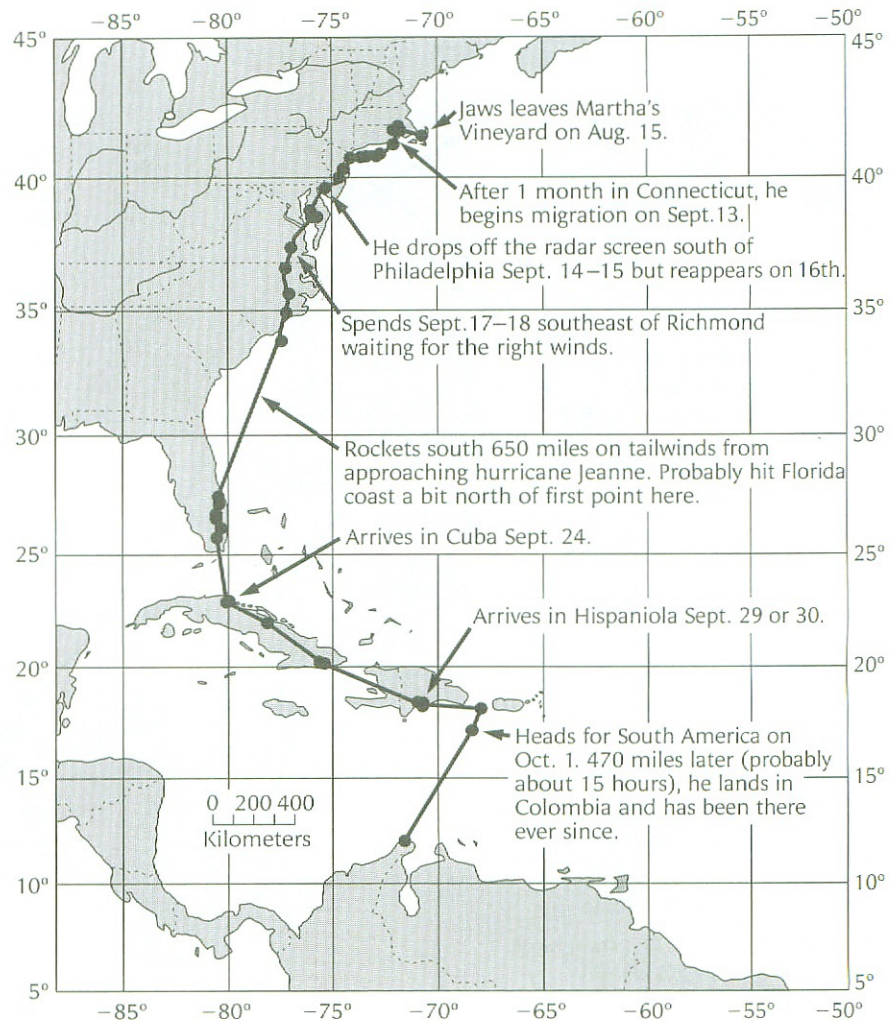 −85° −80° −75° −70° −65° −60° −55° −50°
45° 45°
Jaws leaves Martha's
Vineyard on Aug. 15.
40° 40°
After 1 month in Connecticut, he
begins migration on Sept.13.
He drops off the radar screen south of
Philadelphia Sept. 14–15 but reappears on 16th.
35° 35°
Spends Sept.17–18 southeast of Richmond
waiting for the right winds.
30° 30°
Rockets south 650 miles on tailwinds from
approaching hurricane Jeanne. Probably hit Florida
coast a bit north of first point here.
25° 25°
Arrives in Cuba Sept. 24.
Arrives in Hispaniola Sept. 29 or 30.
20° 20°
Heads for South America on
Oct. 1. 470 miles later (probably
about 15 hours), he lands in
Colombia and has been there
ever since.
15° 15°
0 200 400
Kilometers
10° 10°
5° 5°
−85° −80° −75° −70° −65° −60° −55° −50°